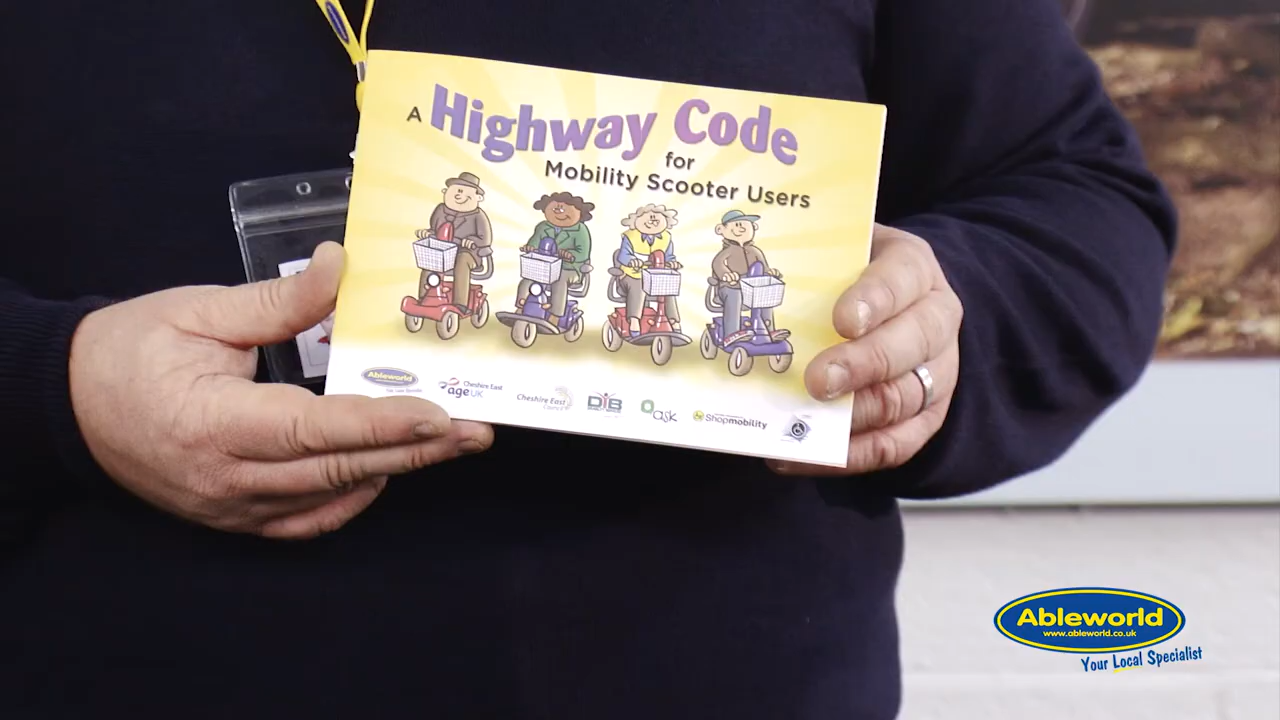 A Highway Code
for
Mobility Scooter Users
Ableworld
Cheshire East
age UK
Cheshire East
Council
DIB
ask
Shopmobility
Ableworld
www.ableworld.co.uk
Your Local Specialist